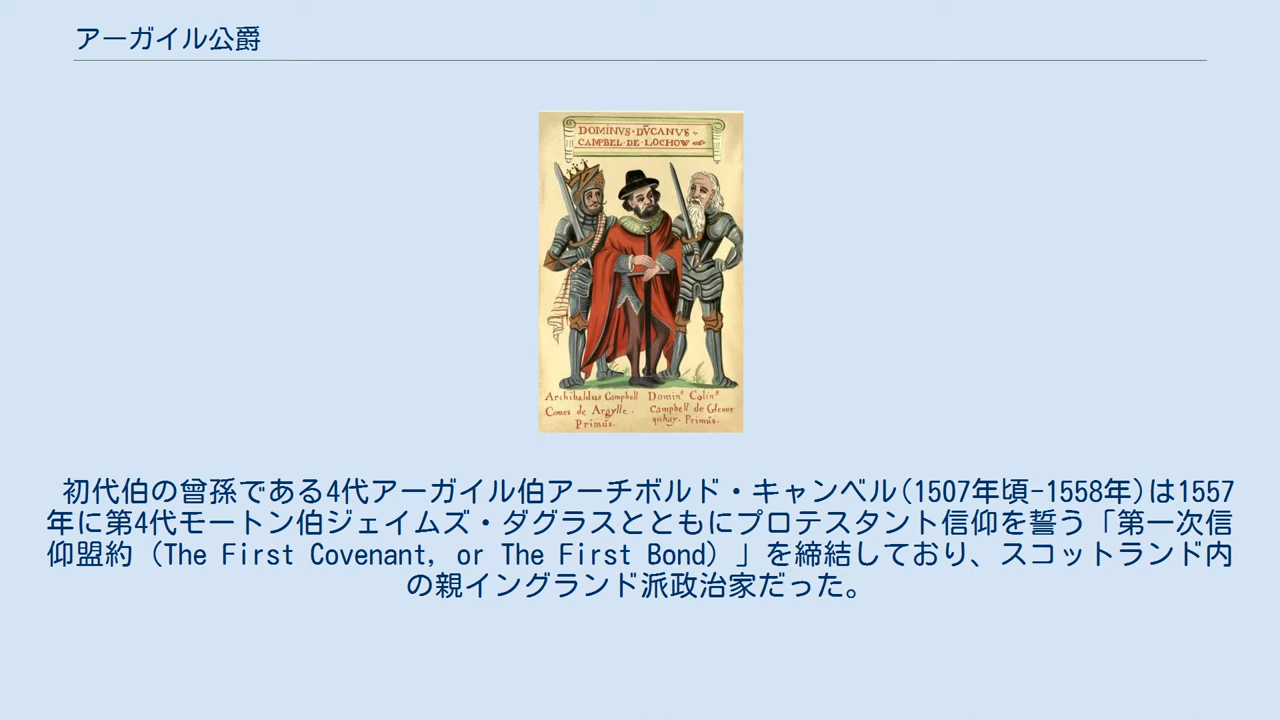 アーガイル公爵
DOMINVS·DVCANVS
CAMPBEL·DE·LOCHOW
Archibaldus Campbell
Comes de Argylle.
Primus.
Domin⁹ Colin⁹
Campbell de Glenur
quhay. Primus.
初代伯の曾孫である4代アーガイル伯アーチボルド・キャンベル(1507年頃-1558年)は1557
年に第4代モートン伯ジェイムズ・ダグラスとともにプロテスタント信仰を誓う「第一次信
仰盟約（The First Covenant, or The First Bond）」を締結しており、スコットランド内
の親イングランド派政治家だった。